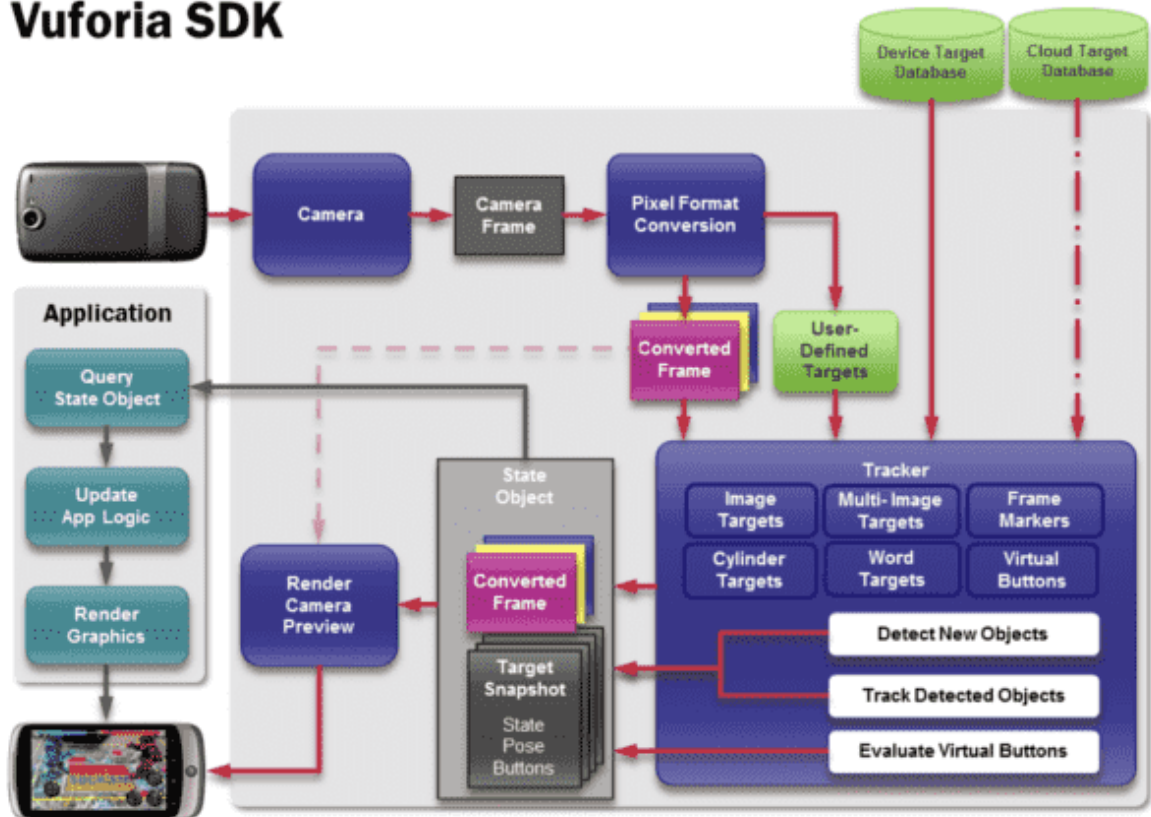 Vuforia SDK
Device Target
Database
Cloud Target
Database
Camera
Camera
Frame
Pixel Format
Conversion
Application
Query
State Object
Update
App Logic
Render
Graphics
Converted
Frame
User-
Defined
Targets
State
Object
Converted
Frame
Target
Snapshot
State
Pose
Buttons
Render
Camera
Preview
Tracker
Image
Targets
Multi-Image
Targets
Frame
Markers
Cylinder
Targets
Word
Targets
Virtual
Buttons
Detect New Objects
Track Detected Objects
Evaluate Virtual Buttons